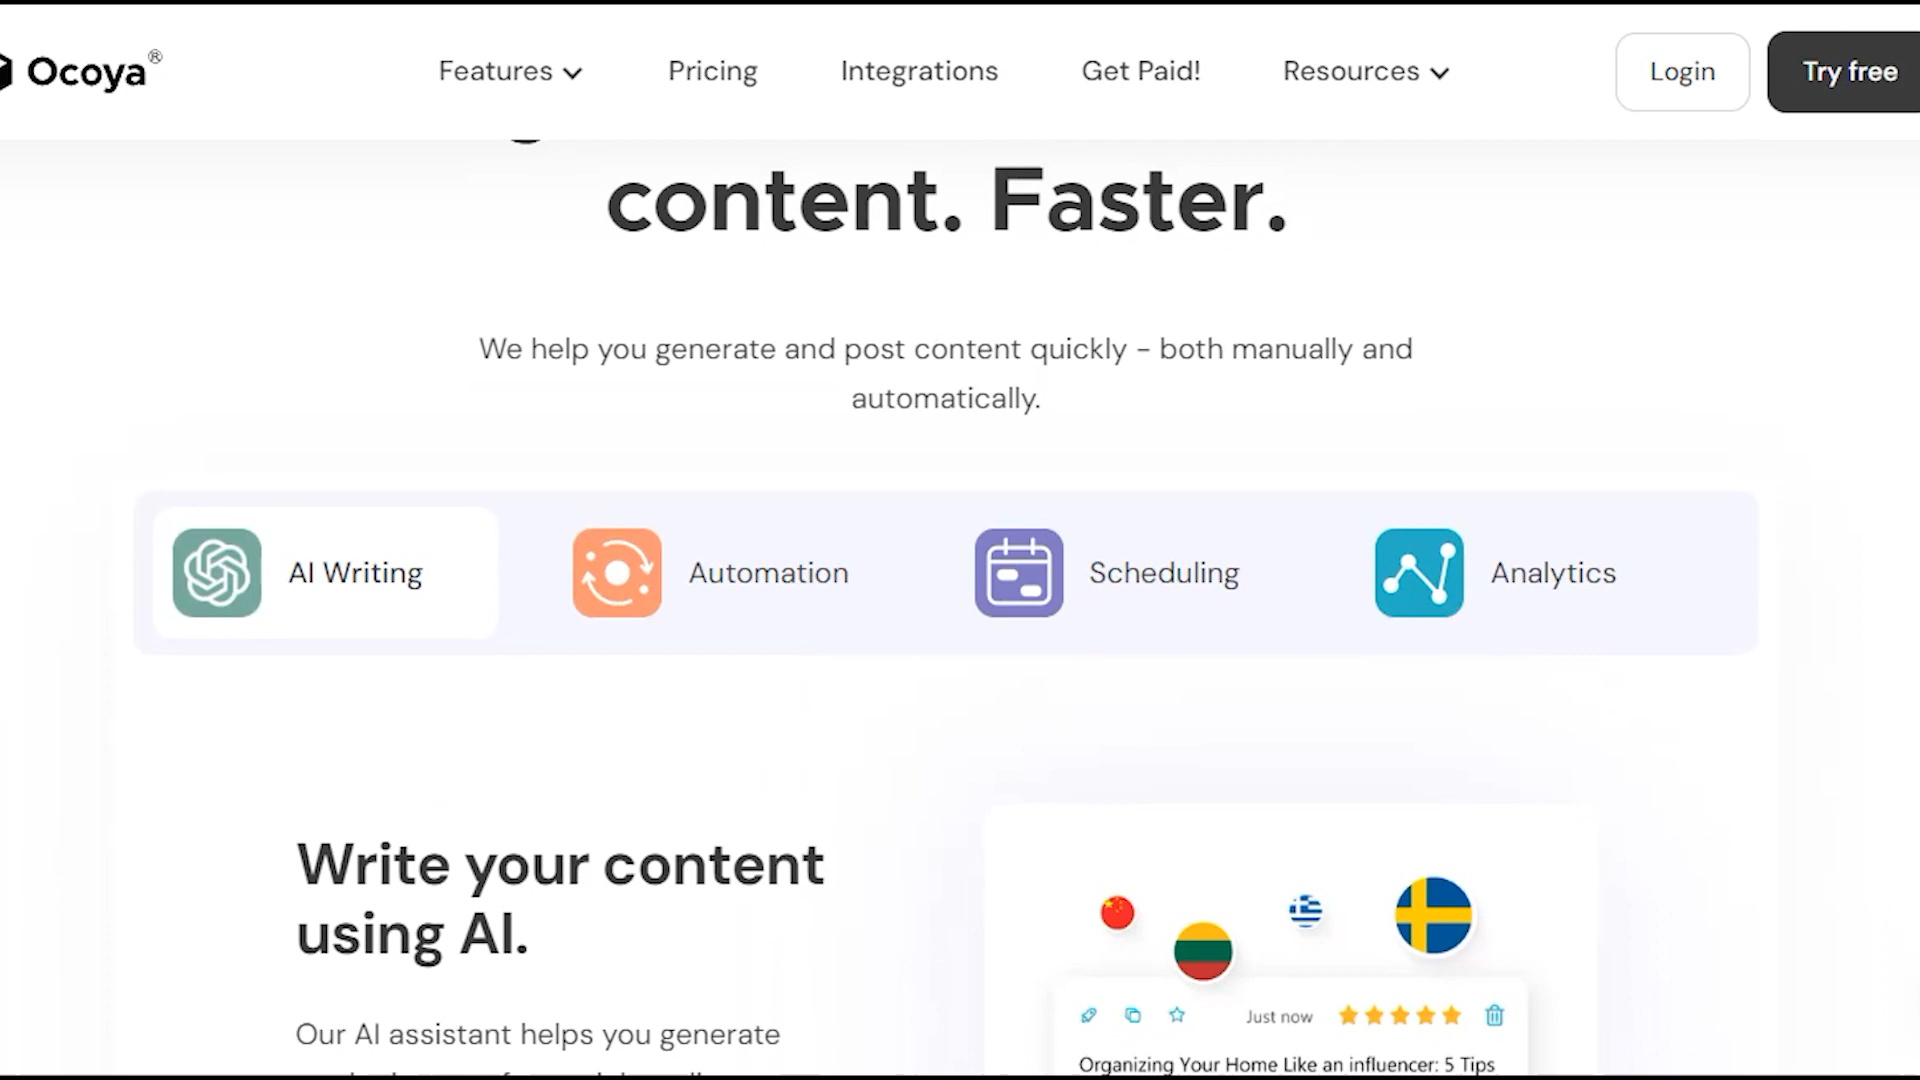 Ocoya®
Features
Pricing
Integrations
Get Paid!
Resources
Login
Try free
content. Faster.
We help you generate and post content quickly - both manually and
automatically.
AI Writing
Automation
Scheduling
Analytics
Write your content
using AI.
Our AI assistant helps you generate
Just now
Organizing Your Home Like an influencer: 5 Tips